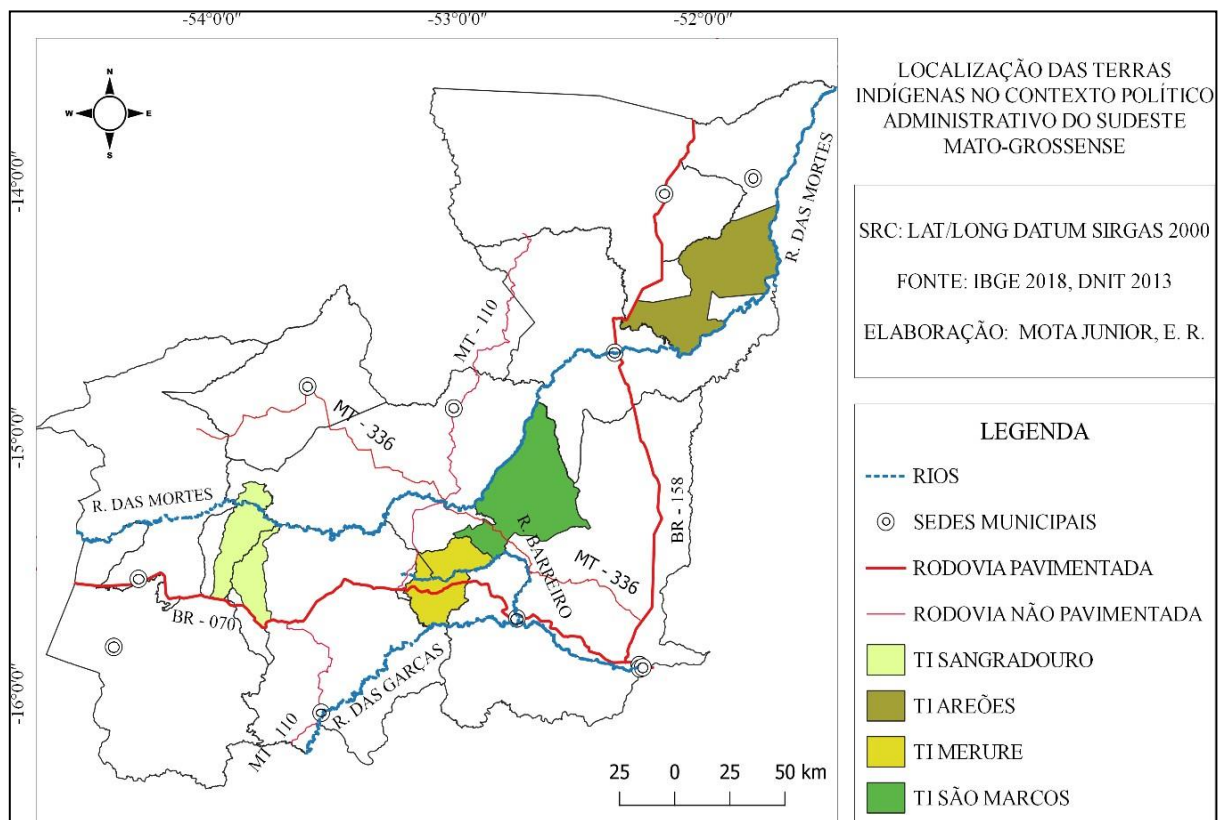 -54°0'0" -53°0'0" -52°0'0"
N
W E
S
-14°0'0"
-15°0'0"
-16°0'0"
R. DAS MORTES
MT - 110
MT - 336
R. DAS MORTES
R. BARREIRO
MT - 336
BR - 158
BR - 070
R. DAS GARÇAS
MT - 110
25 0 25 50 km
LOCALIZAÇÃO DAS TERRAS
INDÍGENAS NO CONTEXTO POLÍTICO
ADMINISTRATIVO DO SUDESTE
MATO-GROSSENSE
SRC: LAT/LONG DATUM SIRGAS 2000
FONTE: IBGE 2018, DNIT 2013
ELABORAÇÃO: MOTA JUNIOR, E. R.
LEGENDA
RIOS
SEDES MUNICIPAIS
RODOVIA PAVIMENTADA
RODOVIA NÃO PAVIMENTADA
TI SANGRADOURO
TI AREÕES
TI MERURE
TI SÃO MARCOS